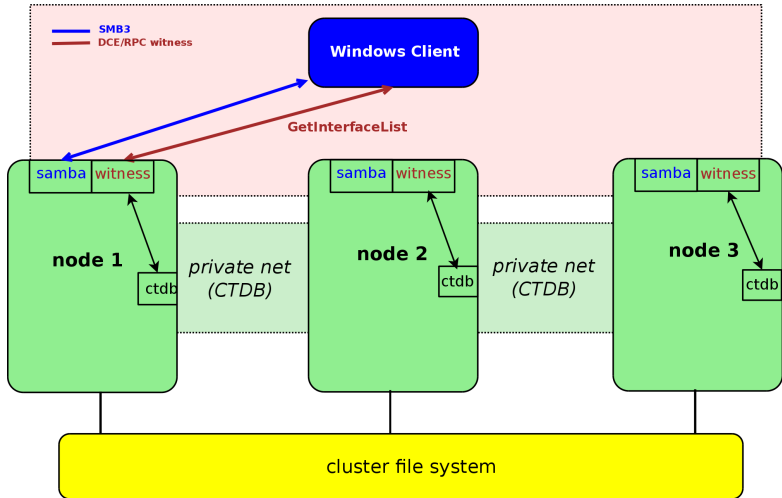 SMB3
DCE/RPC witness
Windows Client
GetInterfaceList
samba witness
samba witness
samba witness
node 1
node 2
node 3
private net
(CTDB)
private net
(CTDB)
ctdb
ctdb
ctdb
cluster file system